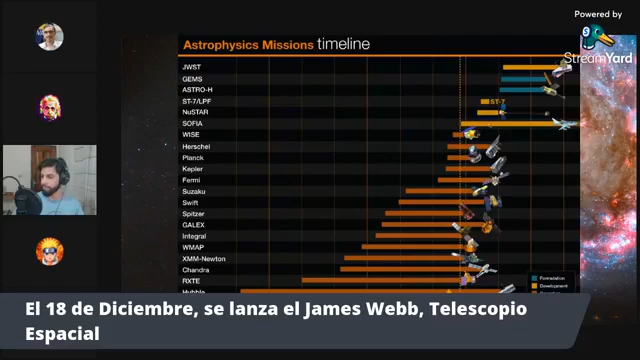 Powered by
StreamYard
Astrophysics Missions timeline
JWST
GEMS
ASTRO-H
ST-7/LPF
ST-7
NuSTAR
SOFIA
WISE
Herschel
Planck
Kepler
Fermi
Suzaku
Swift
Spitzer
GALEX
Integral
WMAP
XMM-Newton
Chandra
RXTE
Hubble
Formulation
Development
El 18 de Diciembre, se lanza el James Webb, Telescopio
Espacial